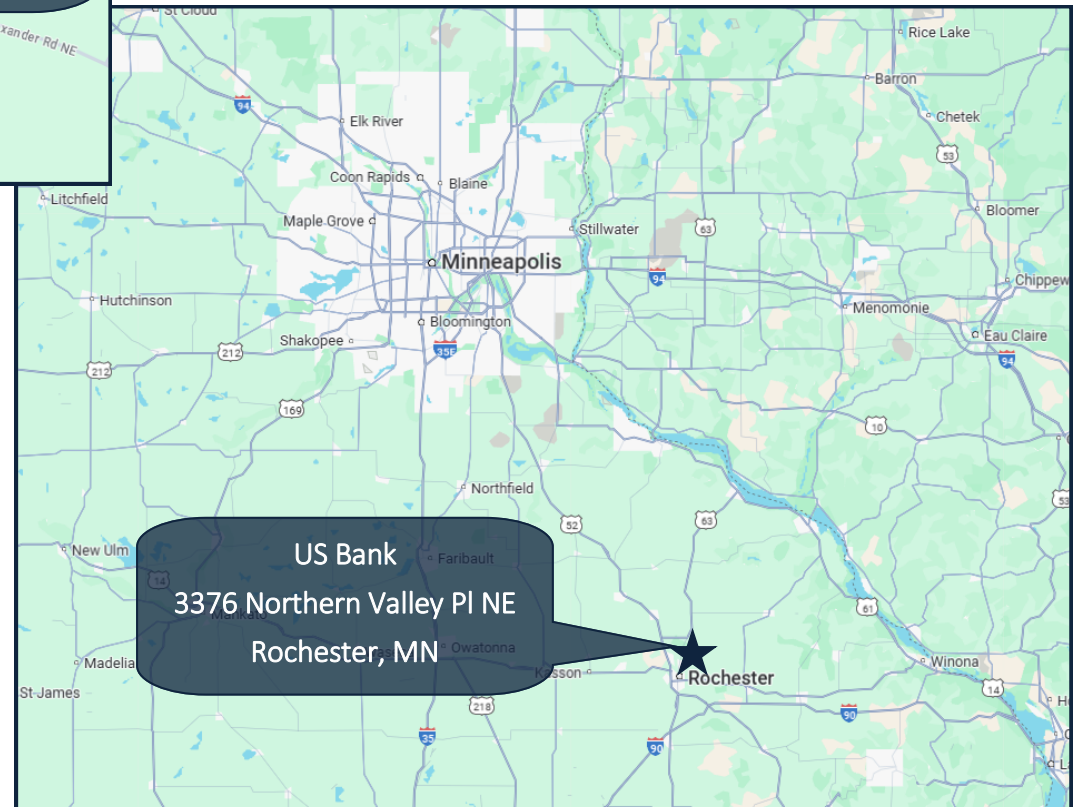 St Cloud
xander Rd NE
Rice Lake
94
Barron
Elk River
Chetek
53
Coon Rapids
Blaine
Litchfield
Bloomer
Maple Grove
63
Stillwater
Minneapolis
94
Chippew
Hutchinson
Menomonie
Bloomington
Eau Claire
Shakopee
35E
212
94
212
169
10
Northfield
53
52
63
New Ulm
US Bank
Faribault
14
3376 Northern Valley Pl NE
61
Mankato
Rochester, MN
Owatonna
Madelia
Winona
Kasson
Rochester
St James
14
218
90
35
90